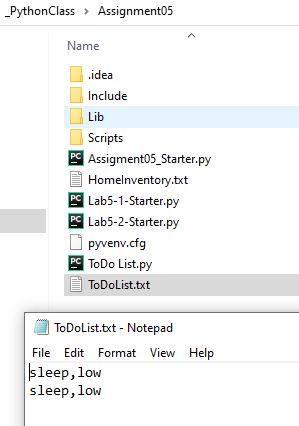 _PythonClass > Assignment05
Name
.idea
Include
Lib
Scripts
Assigment05_Starter.py
HomeInventory.txt
Lab5-1-Starter.py
Lab5-2-Starter.py
pyvenv.cfg
ToDo List.py
ToDoList.txt
ToDoList.txt - Notepad
File Edit Format View Help
sleep,low
sleep,low